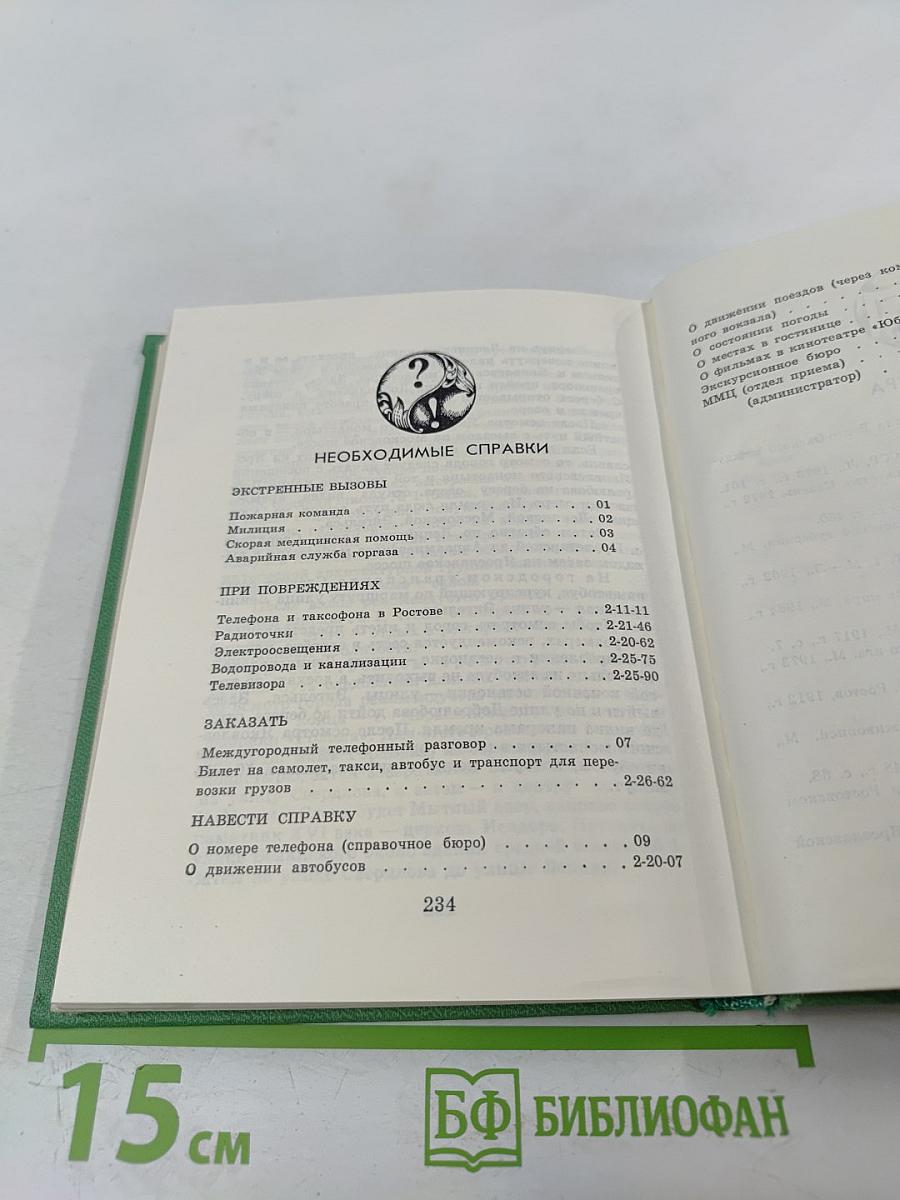 НЕОБХОДИМЫЕ СПРАВКИ
ЭКСТРЕННЫЕ ВЫЗОВЫ
Пожарная команда . . . . . . . . . . . . . . . 01
Милиция . . . . . . . . . . . . . . . . . 02
Скорая медицинская помощь . . . . . . . . . . . 03
Аварийная служба горгаза . . . . . . . . . . . 04
ПРИ ПОВРЕЖДЕНИЯХ
Телефона и таксофона в Ростове . . . . . . . . 2-11-11
Радиоточки . . . . . . . . . . . . . . . 2-21-46
Электроосвещения . . . . . . . . . . . . . 2-20-62
Водопровода и канализации . . . . . . . . . . 2-25-75
Телевизора . . . . . . . . . . . . . . . 2-25-90
ЗАКАЗАТЬ
Междугородный телефонный разговор . . . . . . . 07
Билет на самолет, такси, автобус и транспорт для пере-
возки грузов . . . . . . . . . . . . . . . 2-26-62
НАВЕСТИ СПРАВКУ
О номере телефона (справочное бюро) . . . . . . . 09
О движении автобусов . . . . . . . . . . . . . 2-20-07
234
О движении поездов (через
ного вокзала) . . . . .
О состоянии погоды . .
О местах в гостинице . . . .
О фильмах в кинотеатре «Юб
Экскурсионное бюро . . .
ММЦ (отдел приема) . .
(администратор) .
15 см
БФ БИБЛИОФАН